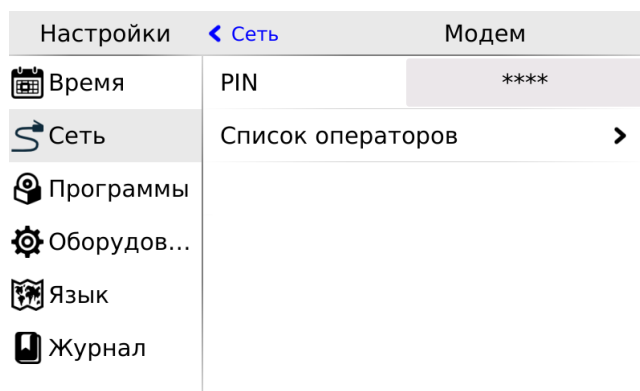 Настройки
Сеть
Модем
Время
Сеть
Программы
Оборудов...
Язык
Журнал
PIN
****
Список операторов